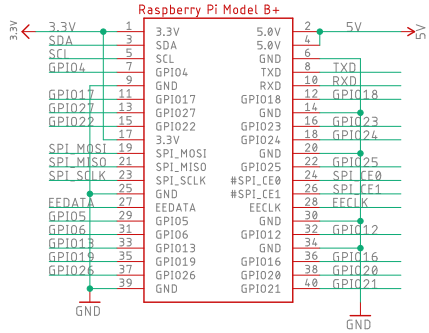 Raspberry Pi Model B+
3.3V 3.3V 1 3.3V 5.0V 2 5V 5V
SDA 3 3.3V 5.0V 4
SCL 5 SCL GND 6
GPIO4 7 GPIO4 TXD 8 TXD
9 GND RXD 10 RXD
GPIO17 11 GPIO17 GPIO18 12 GPIO18
GPIO27 13 GPIO27 GND 14
GPIO22 15 GPIO22 GPIO23 16 GPIO23
17 3.3V GPIO24 18 GPIO24
SPI_MOSI 19 SPI_MOSI GND 20
SPI_MISO 21 SPI_MISO GPIO25 22 GPIO25
SPI_SCLK 23 SPI_SCLK #SPI_CE0 24 SPI_CE0
25 GND #SPI_CE1 26 SPI_CE1
EEDATA 27 EEDATA EECLK 28 EECLK
GPIO5 29 GPIO5 GND 30
GPIO6 31 GPIO6 GPIO12 32 GPIO12
GPIO13 33 GPIO13 GND 34
GPIO19 35 GPIO19 GPIO16 36 GPIO16
GPIO26 37 GPIO26 GPIO20 38 GPIO20
39 GND GPIO21 40 GPIO21
GND GND